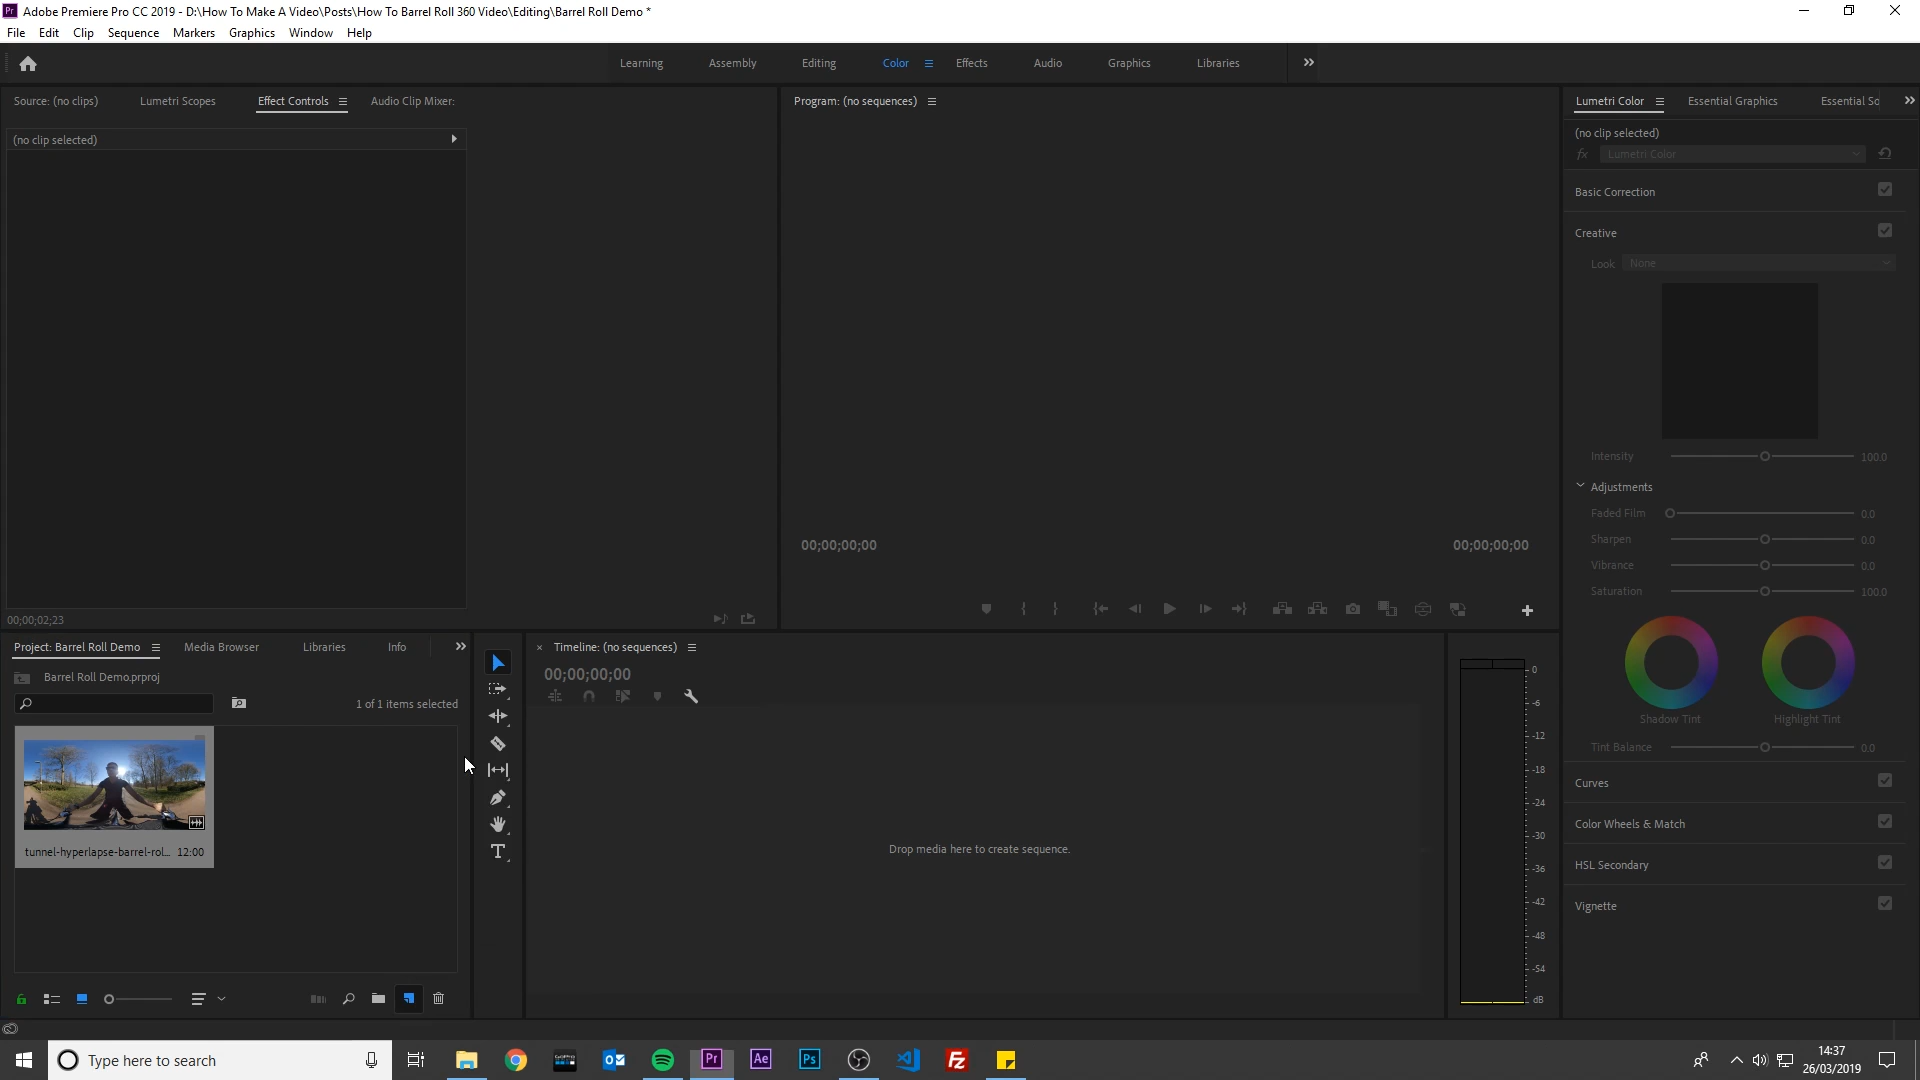 Adobe Premiere Pro CC 2019 - D:\How To Make A Video\Posts\How To Barrel Roll 360 Video\Editing\Barrel Roll Demo *
File Edit Clip Sequence Markers Graphics Window Help
Learning Assembly Editing Color Effects Audio Graphics Libraries
Source: (no clips) Lumetri Scopes Effect Controls Audio Clip Mixer:
(no clip selected)
00;00;02;23
Program: (no sequences)
00;00;00;00 00;00;00;00
Lumetri Color Essential Graphics Essential So
(no clip selected)
fx Lumetri Color
Basic Correction
Creative
Look None
Intensity 100.0
Adjustments
Faded Film 0.0
Sharpen 0.0
Vibrance 0.0
Saturation 100.0
Shadow Tint Highlight Tint
Tint Balance 0.0
Curves
Color Wheels & Match
HSL Secondary
Vignette
Project: Barrel Roll Demo Media Browser Libraries Info
Barrel Roll Demo.prproj
1 of 1 items selected
tunnel-hyperlapse-barrel-rol... 12:00
T
Timeline: (no sequences)
00;00;00;00
Drop media here to create sequence.
0
-6
-12
-18
-24
-30
-36
-42
-48
-54
dB
Type here to search
GoPro
Pr
Ae
Ps
Fz
14:37
26/03/2019